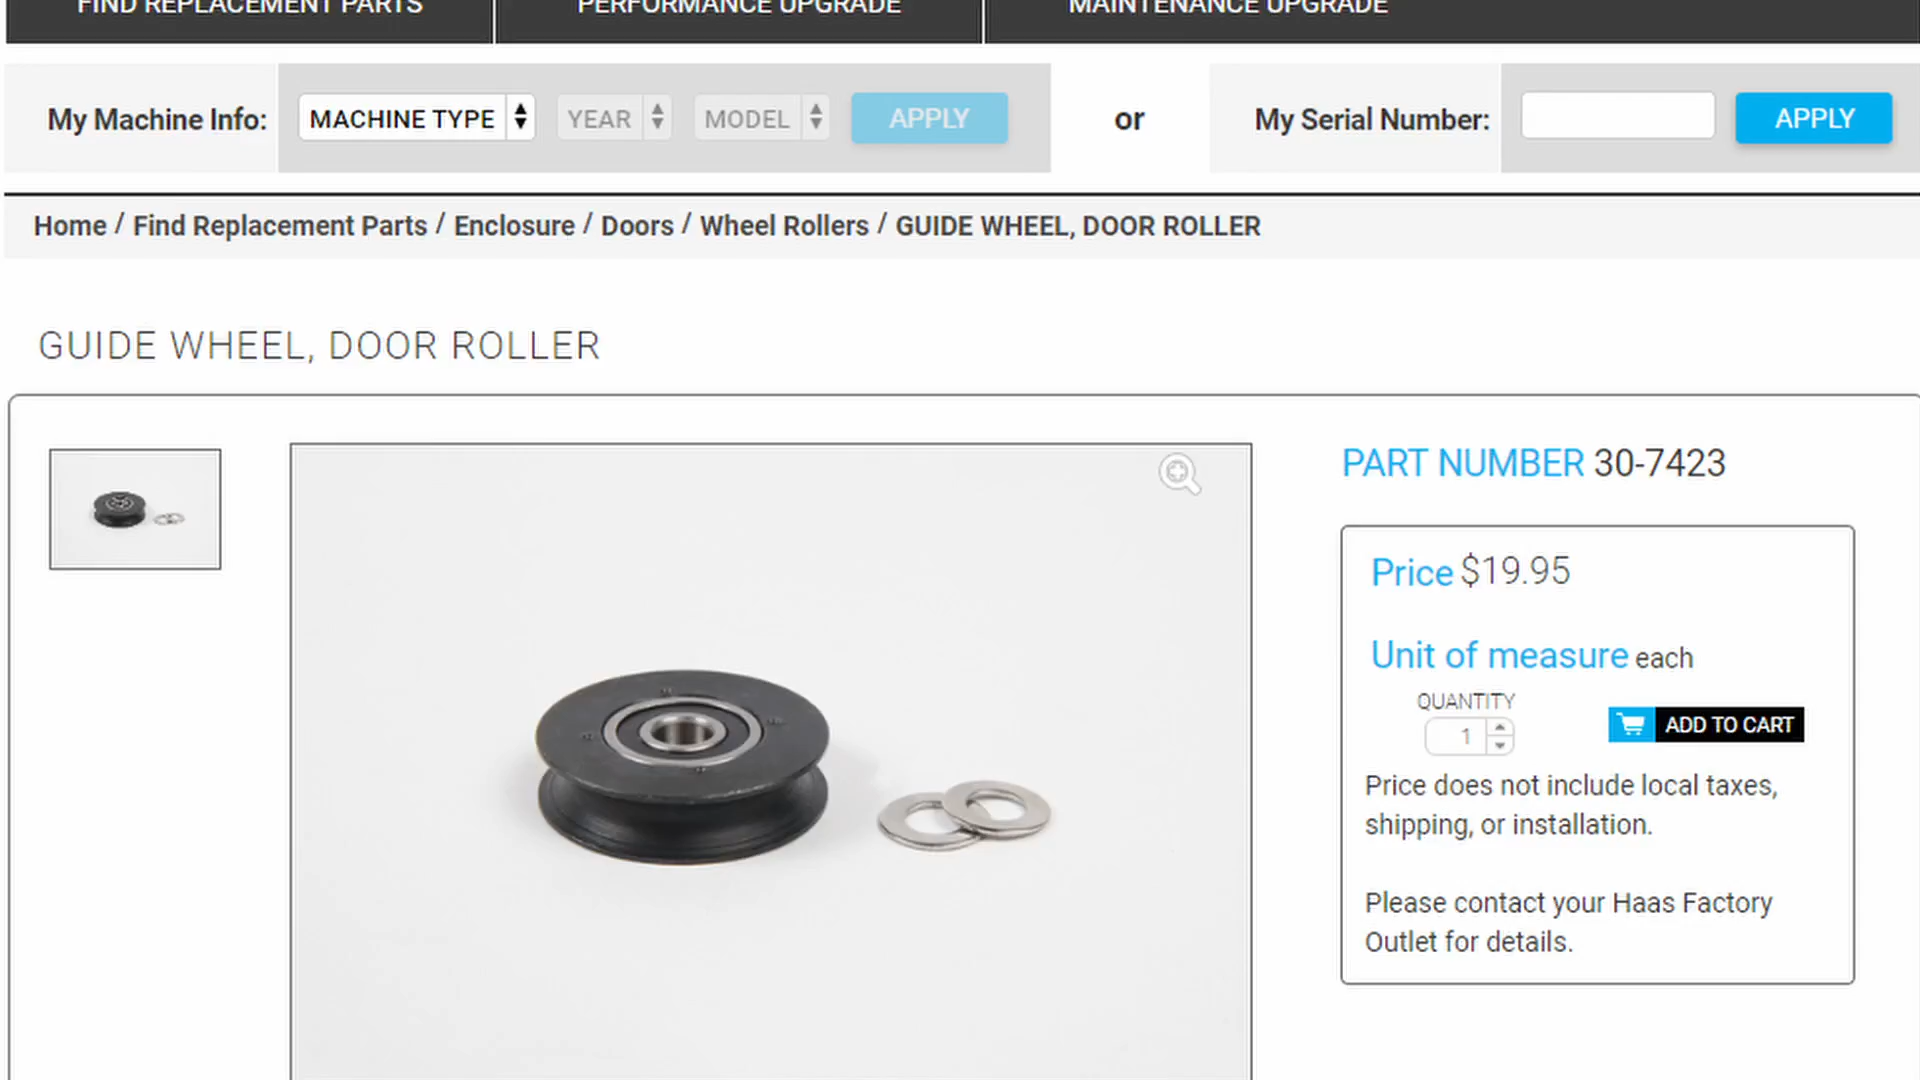 FIND REPLACEMENT PARTS
PERFORMANCE UPGRADE
MAINTENANCE UPGRADE
My Machine Info: MACHINE TYPE YEAR MODEL APPLY or My Serial Number: APPLY
Home / Find Replacement Parts / Enclosure / Doors / Wheel Rollers / GUIDE WHEEL, DOOR ROLLER
GUIDE WHEEL, DOOR ROLLER
PART NUMBER 30-7423
Price $19.95
Unit of measure each
QUANTITY
1
ADD TO CART
Price does not include local taxes,
shipping, or installation.
Please contact your Haas Factory
Outlet for details.